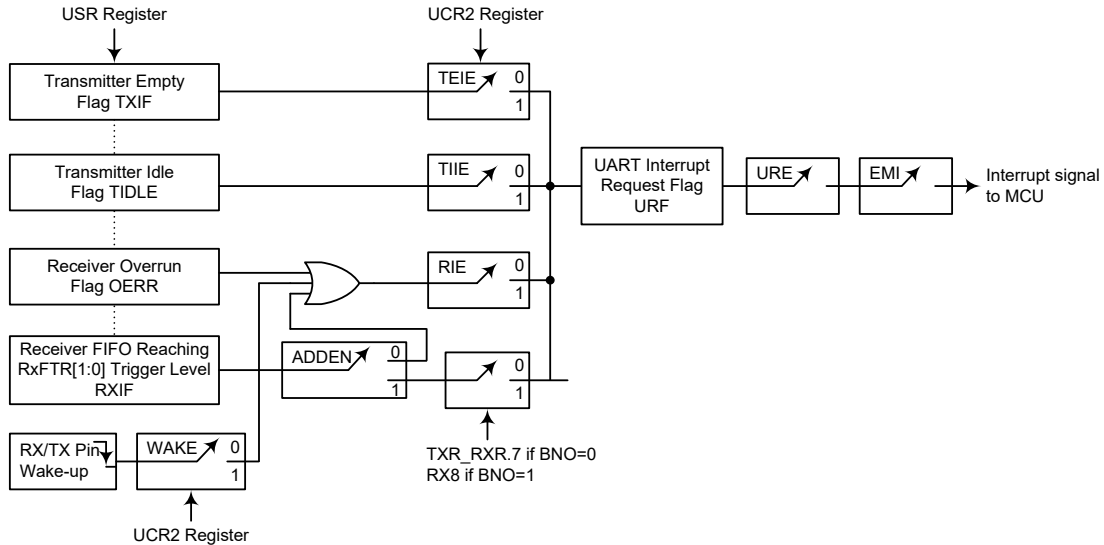 USR Register
UCR2 Register
Transmitter Empty
Flag TXIF
TEIE
0
1
Transmitter Idle
Flag TIDLE
TIIE
0
1
UART Interrupt
Request Flag
URF
URE
EMI
Interrupt signal
to MCU
Receiver Overrun
Flag OERR
RIE
0
1
Receiver FIFO Reaching
RxFTR[1:0] Trigger Level
RXIF
ADDEN
0
1
0
1
TXR_RXR.7 if BNO=0
RX8 if BNO=1
RX/TX Pin
Wake-up
WAKE
0
1
UCR2 Register